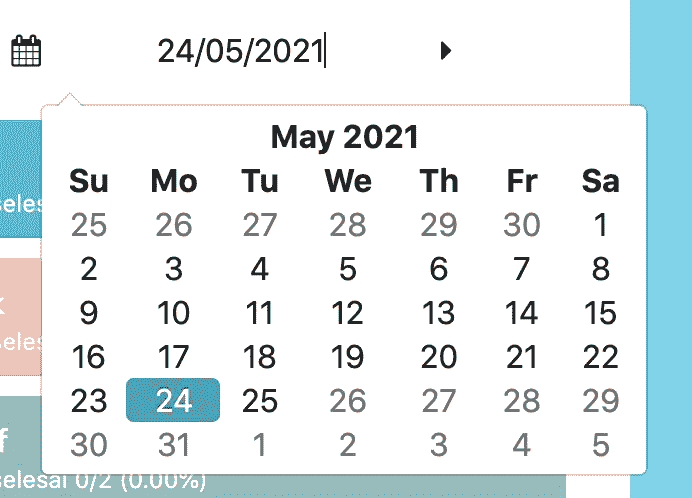 24/05/2021
May 2021
Su Mo Tu We Th Fr Sa
25 26 27 28 29 30 1
2 3 4 5 6 7 8
9 10 11 12 13 14 15
16 17 18 19 20 21 22
23 24 25 26 27 28 29
30 31 1 2 3 4 5
selesai 0/2 (0.00%)